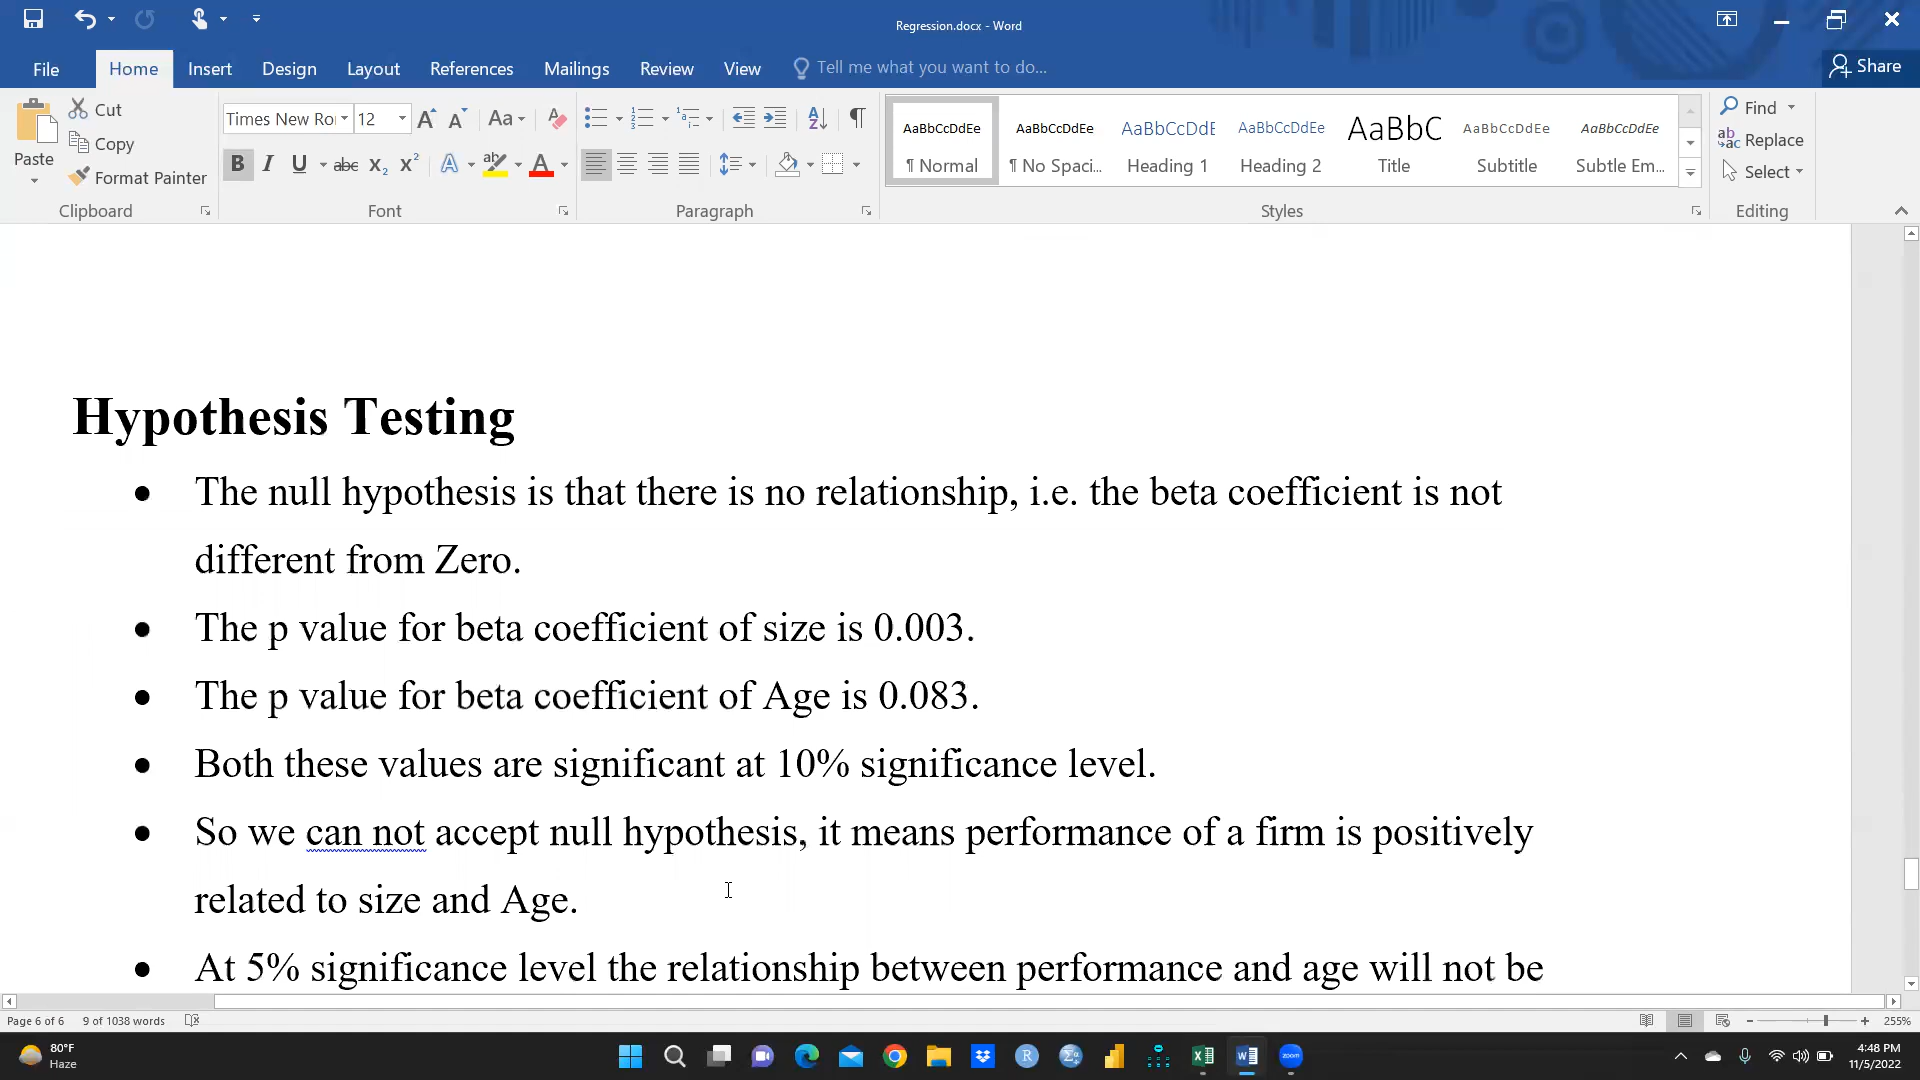 Regression.docx - Word
File Home Insert Design Layout References Mailings Review View Tell me what you want to do... Share
Cut
Copy
Format Painter
Paste
Clipboard
Times New Ro 12
Font
Paragraph
AaBbCcDdEe AaBbCcDdEe AaBbCcDdE AaBbCcDdEe AaBbC AaBbCcDdEe AaBbCcDdEe
¶ Normal ¶ No Spaci... Heading 1 Heading 2 Title Subtitle Subtle Em...
Styles
Find
Replace
Select
Editing
Hypothesis Testing
• The null hypothesis is that there is no relationship, i.e. the beta coefficient is not
different from Zero.
• The p value for beta coefficient of size is 0.003.
• The p value for beta coefficient of Age is 0.083.
• Both these values are significant at 10% significance level.
• So we can not accept null hypothesis, it means performance of a firm is positively
related to size and Age.
• At 5% significance level the relationship between performance and age will not be
Page 6 of 6 9 of 1038 words 255%
80°F
Haze
zoom
4:48 PM
11/5/2022